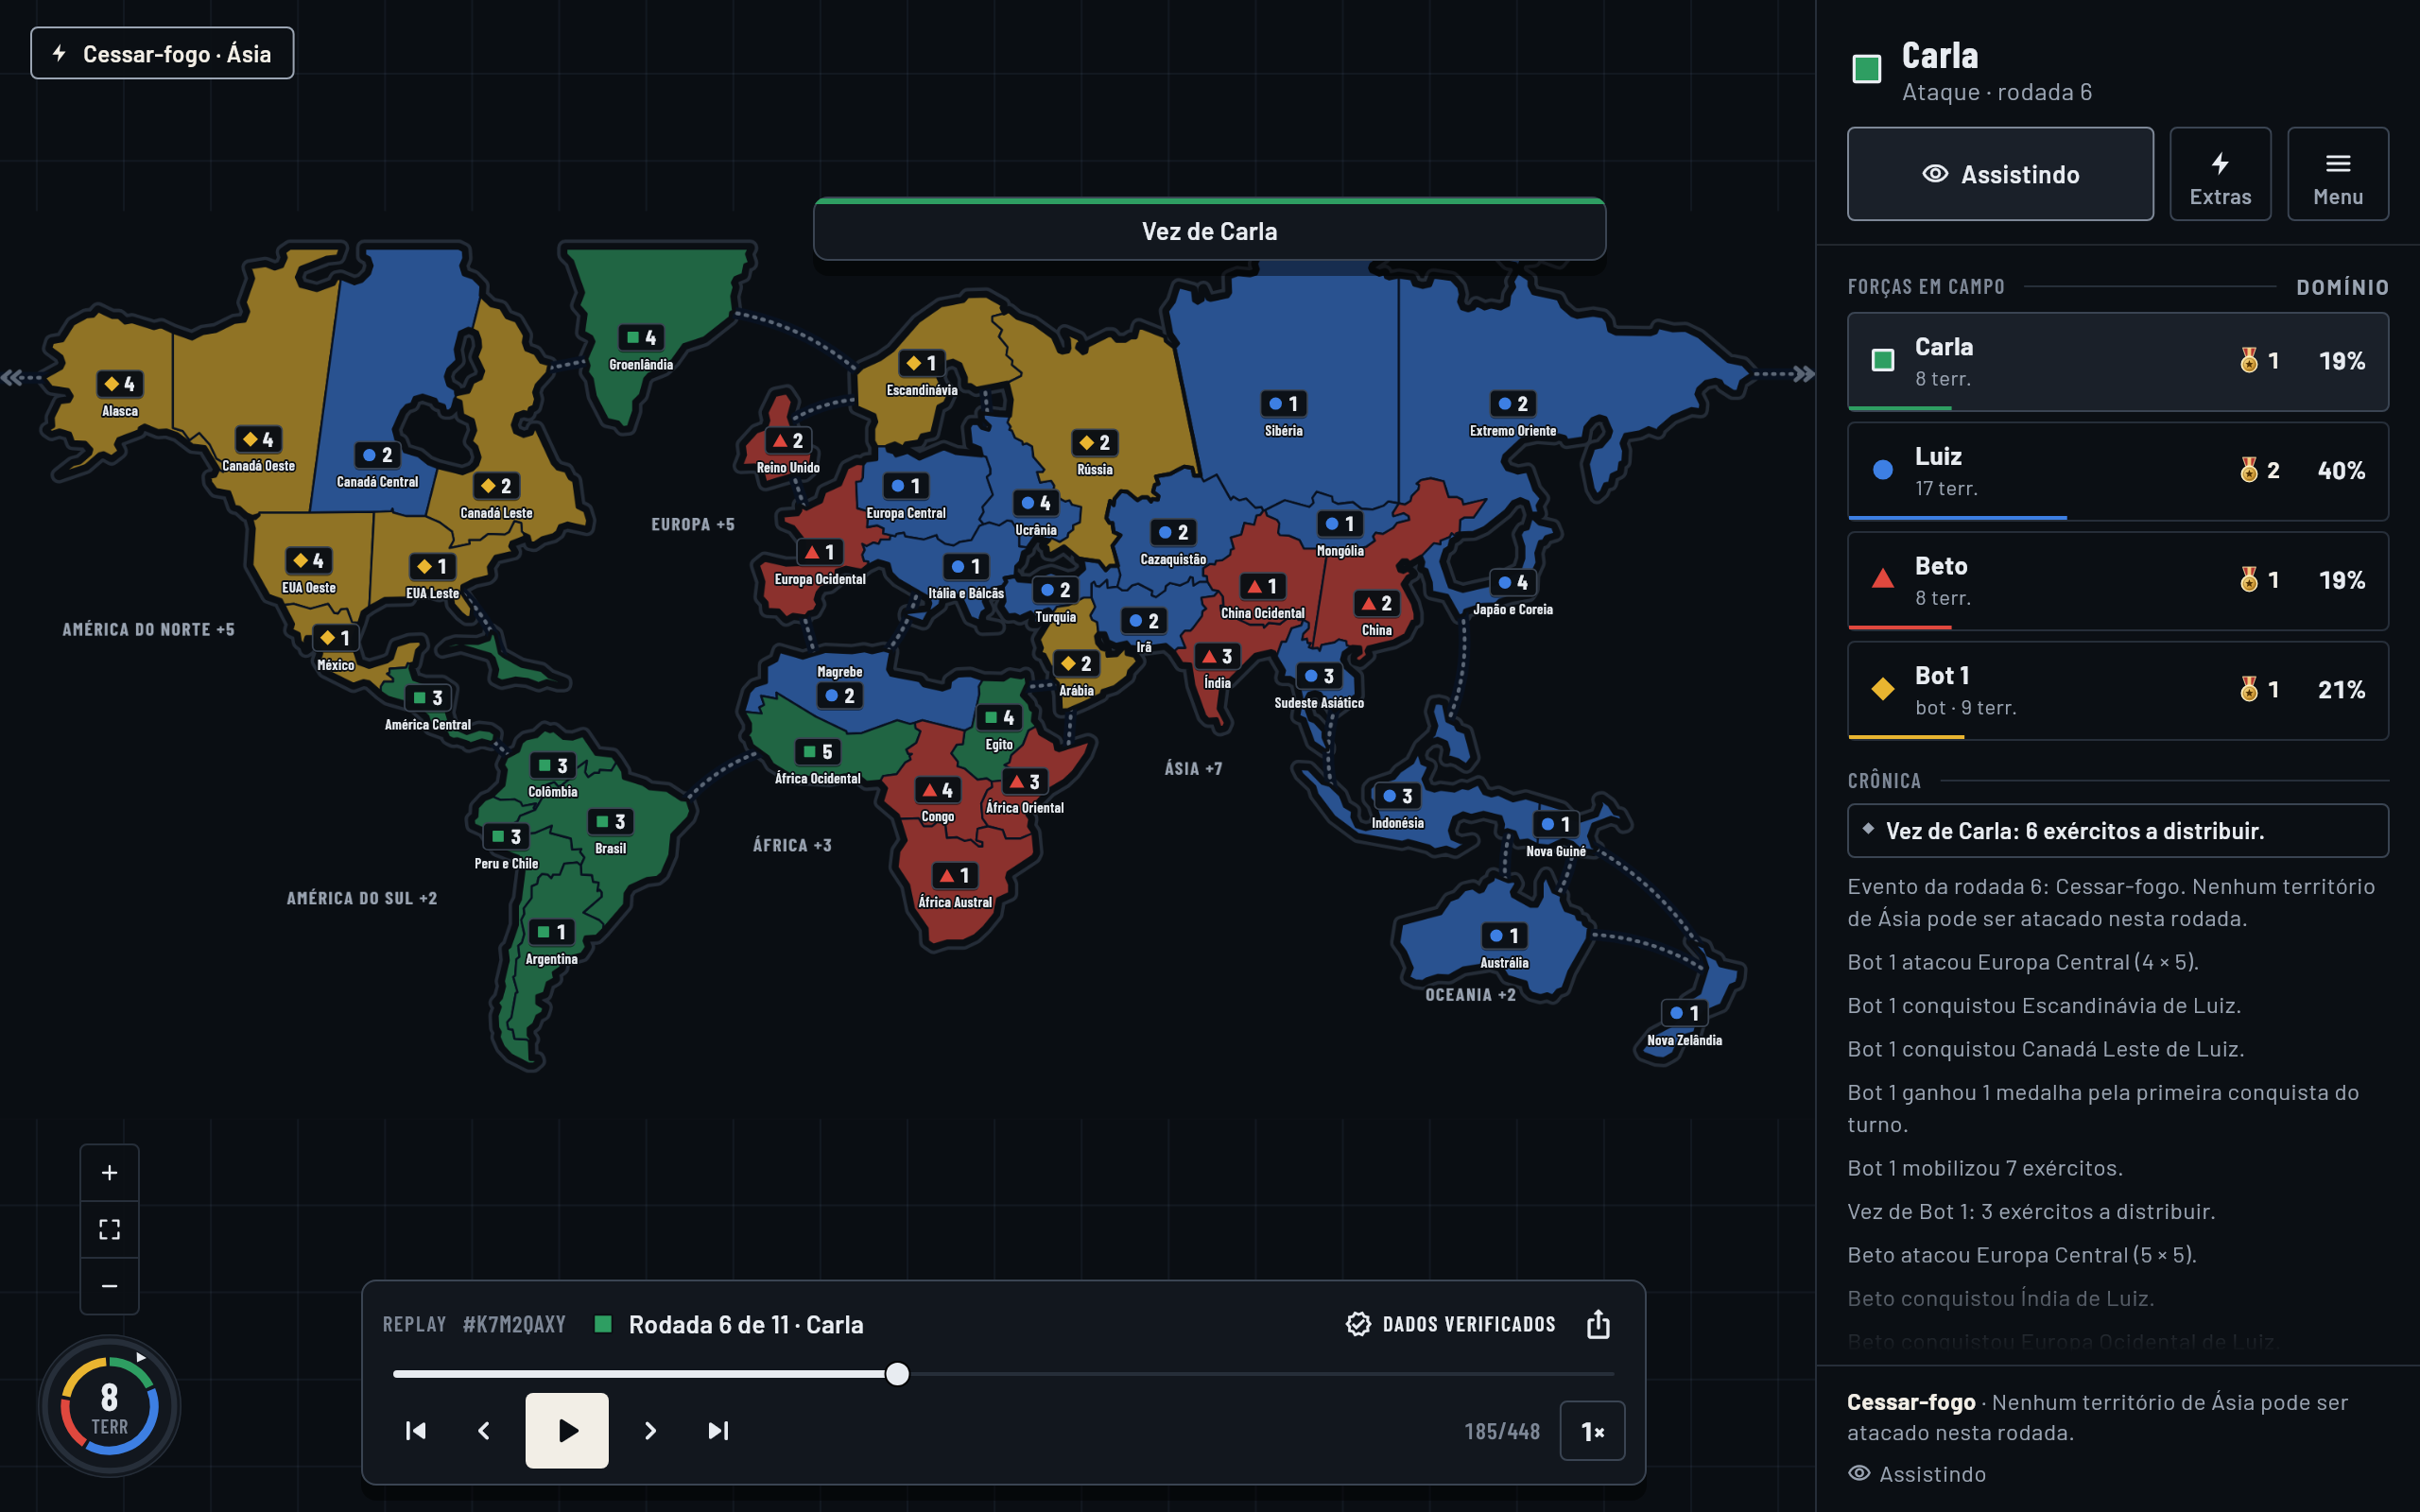 Cessar-fogo · Ásia
Vez de Carla
Alasca
4
Canadá Oeste
4
Canadá Central
2
Canadá Leste
2
Groenlândia
4
EUA Oeste
4
EUA Leste
1
México
1
América Central
3
AMÉRICA DO NORTE +5
Colômbia
3
Peru e Chile
3
Brasil
3
Argentina
1
AMÉRICA DO SUL +2
Escandinávia
1
Reino Unido
2
Rússia
2
Europa Central
1
Ucrânia
4
Europa Ocidental
1
Itália e Bálcãs
1
EUROPA +5
Magrebe
2
Egito
4
África Ocidental
5
Congo
4
África Oriental
3
África Austral
1
ÁFRICA +3
Sibéria
1
Extremo Oriente
2
Cazaquistão
2
Mongólia
1
China Ocidental
1
China
2
Japão e Coreia
4
Turquia
2
Irã
2
Arábia
2
Índia
3
Sudeste Asiático
3
ÁSIA +7
Indonésia
3
Nova Guiné
1
Austrália
1
OCEANIA +2
Nova Zelândia
1
8
TERR
REPLAY #K7M2QAXY Rodada 6 de 11 · Carla
DADOS VERIFICADOS
185/448
1×
Carla
Ataque · rodada 6
Assistindo
Extras
Menu
FORÇAS EM CAMPO
DOMÍNIO
Carla
8 terr.
1 19%
Luiz
17 terr.
2 40%
Beto
8 terr.
1 19%
Bot 1
bot · 9 terr.
1 21%
CRÔNICA
Vez de Carla: 6 exércitos a distribuir.
Evento da rodada 6: Cessar-fogo. Nenhum território
de Ásia pode ser atacado nesta rodada.
Bot 1 atacou Europa Central (4 × 5).
Bot 1 conquistou Escandinávia de Luiz.
Bot 1 conquistou Canadá Leste de Luiz.
Bot 1 ganhou 1 medalha pela primeira conquista do
turno.
Bot 1 mobilizou 7 exércitos.
Vez de Bot 1: 3 exércitos a distribuir.
Beto atacou Europa Central (5 × 5).
Beto conquistou Índia de Luiz.
Beto conquistou Europa Ocidental de Luiz.
Cessar-fogo · Nenhum território de Ásia pode ser
atacado nesta rodada.
Assistindo